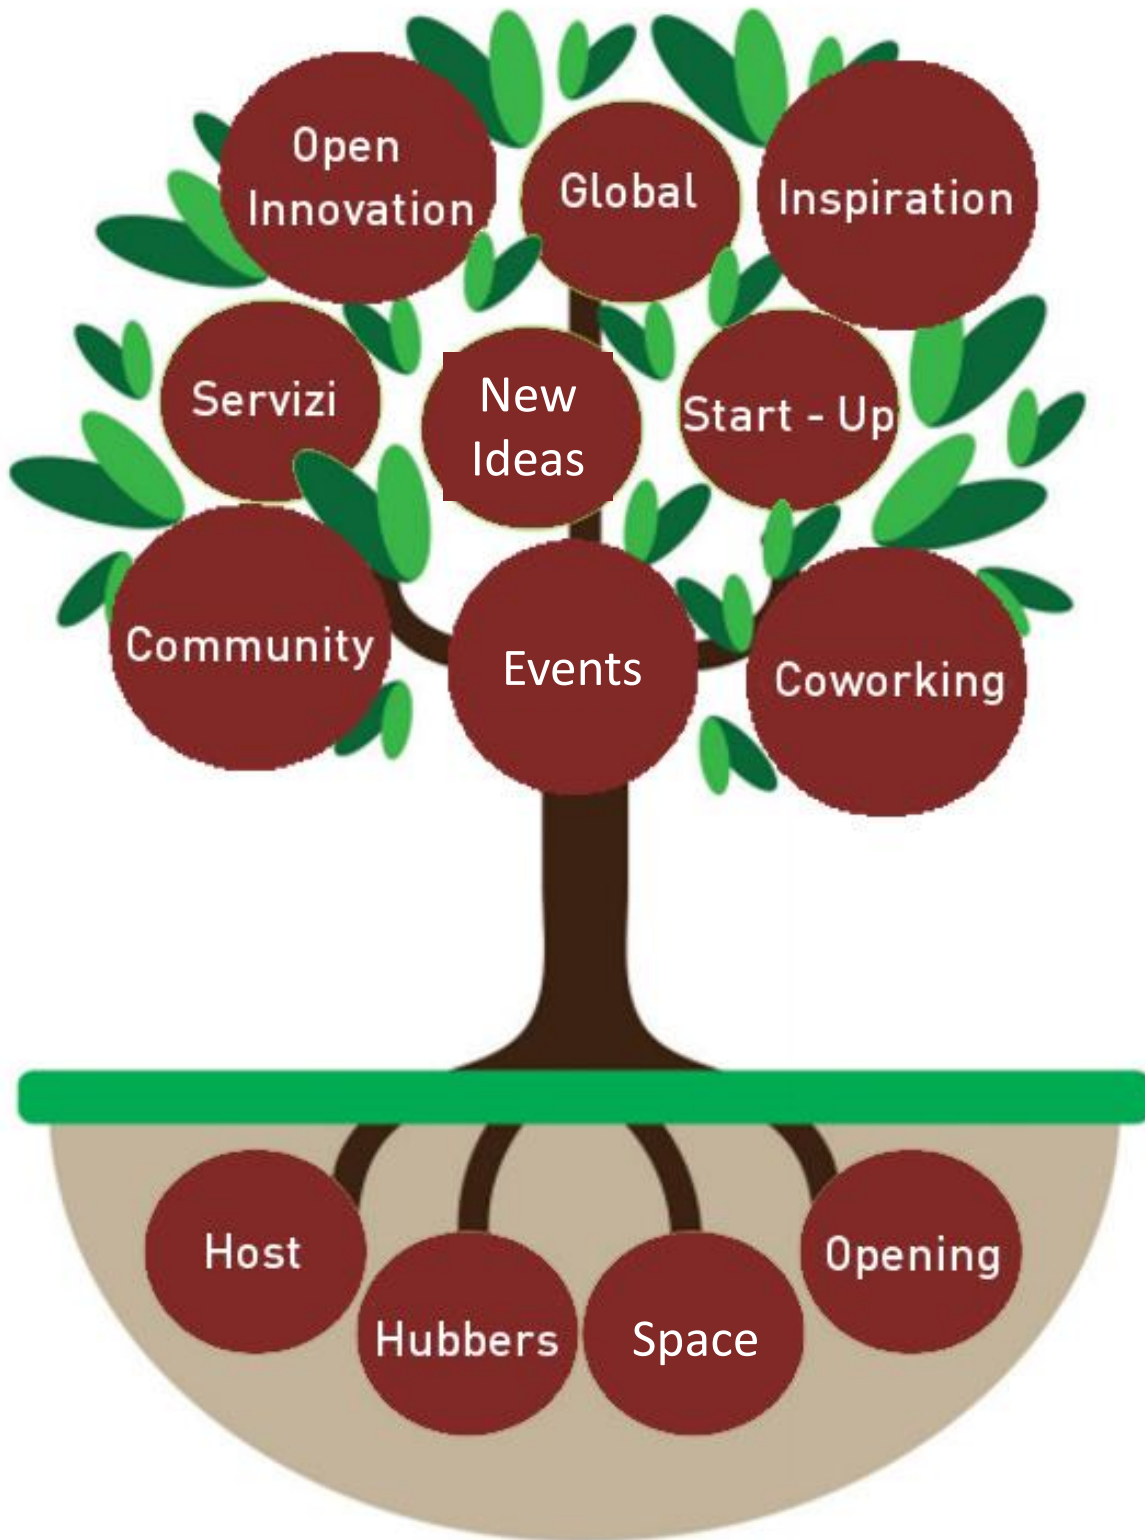 Open
Innovation
Global
Inspiration
Servizi
New
Ideas
Start - Up
Community
Events
Coworking
Host
Hubbers
Space
Opening